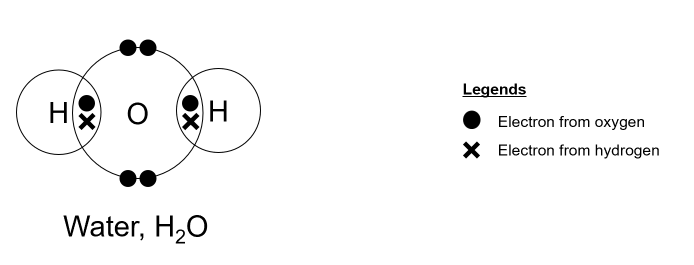 H O H
Water, H₂O
Legends
Electron from oxygen
Electron from hydrogen